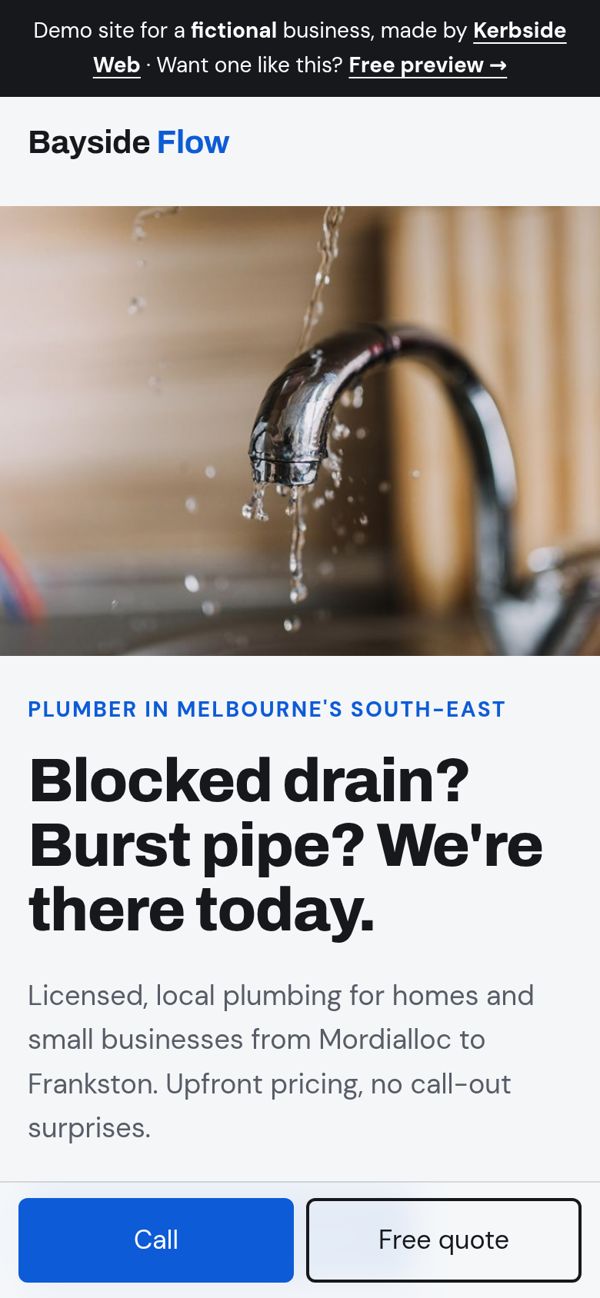 Demo site for a fictional business, made by Kerbside
Web · Want one like this? Free preview →
Bayside Flow
PLUMBER IN MELBOURNE'S SOUTH-EAST
Blocked drain?
Burst pipe? We're
there today.
Licensed, local plumbing for homes and
small businesses from Mordialloc to
Frankston. Upfront pricing, no call-out
surprises.
Call
Free quote